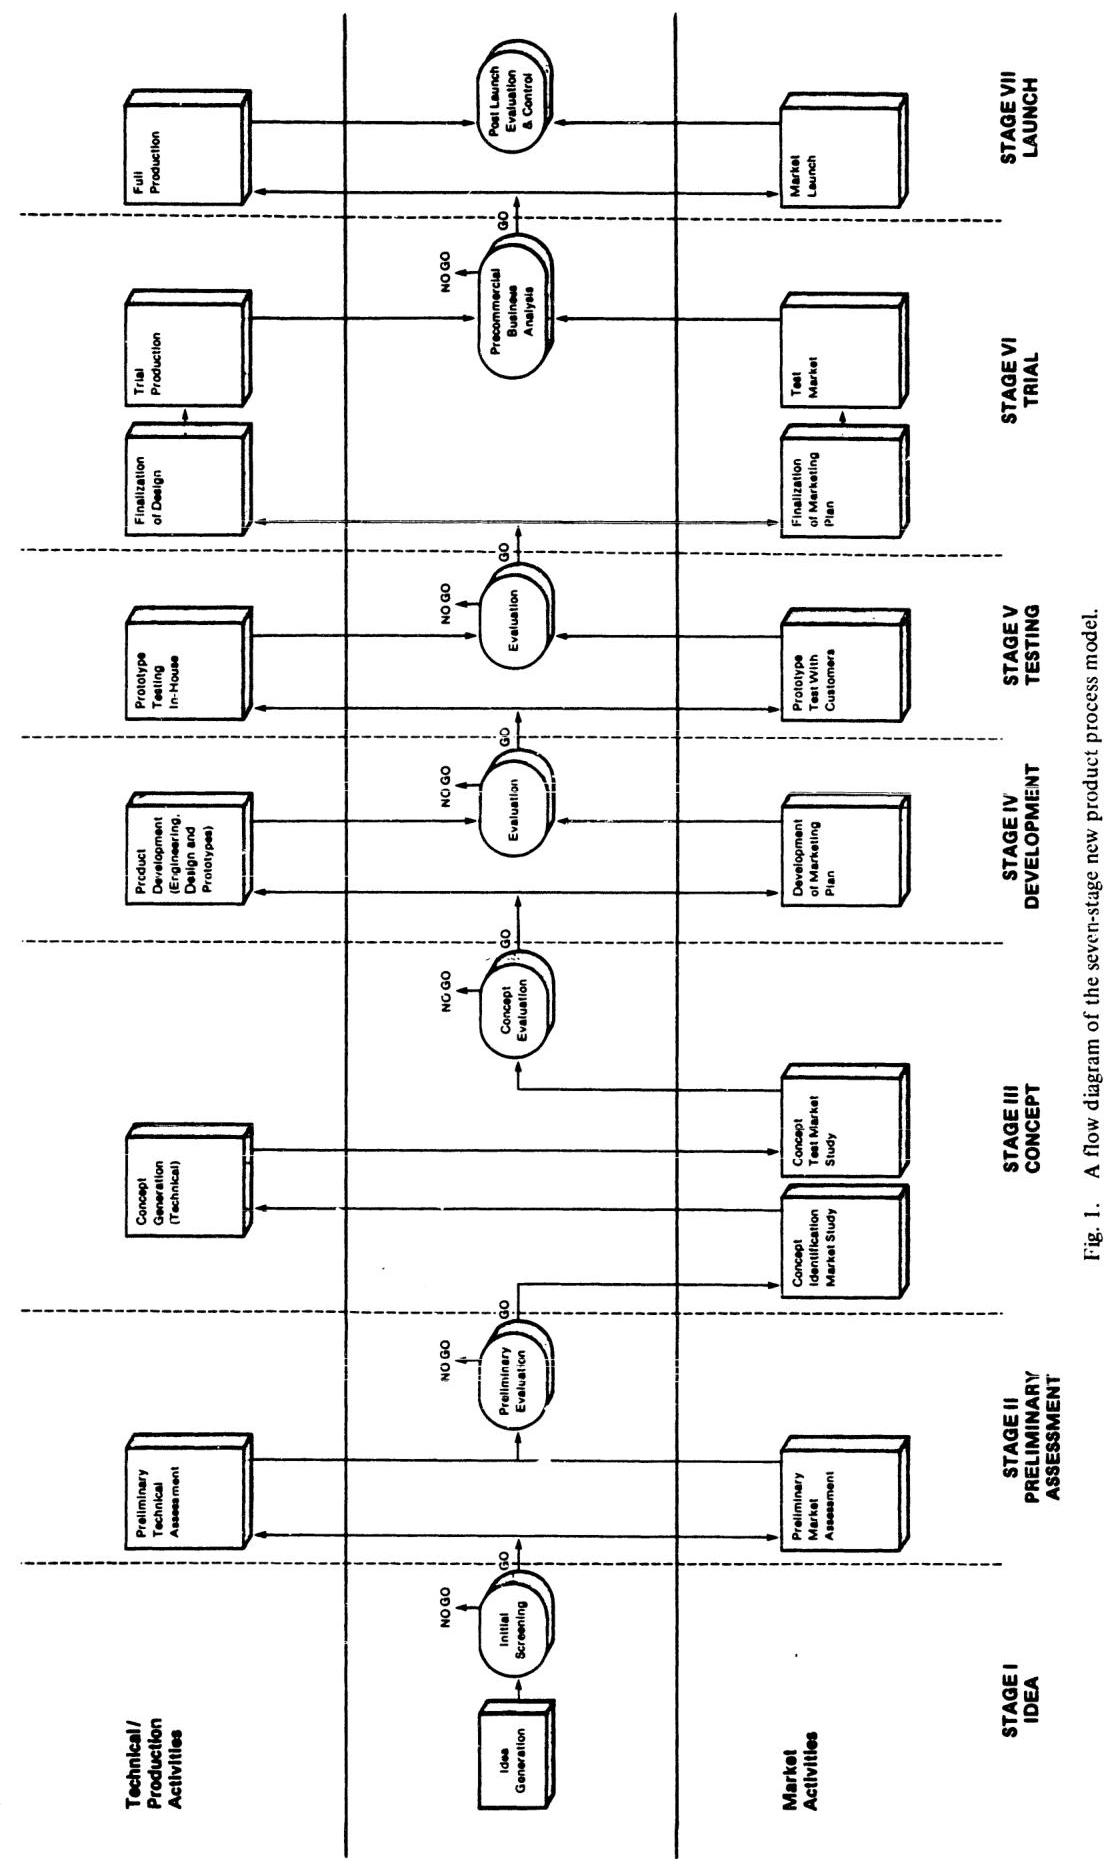 Technical/
Production
Activities
Market
Activities
Idea
Generation
Initial
Screening
NO GO
GO
STAGE I
IDEA
Preliminary
Technical
Assessment
Preliminary
Market
Assessment
Preliminary
Evaluation
NO GO
GO
STAGE II
PRELIMINARY
ASSESSMENT
Concept
Identification
Market Study
Concept
Generation
(Technical)
Concept
Test Market
Study
Concept
Evaluation
NO GO
GO
STAGE III
CONCEPT
Product
Development
(Engineering,
Design and
Prototypes)
Development
of Marketing
Plan
Evaluation
NO GO
GO
STAGE IV
DEVELOPMENT
Prototype
Testing
In-House
Prototype
Test With
Customers
Evaluation
NO GO
GO
STAGE V
TESTING
Finalization
of Design
Trial
Production
Finalization
of Marketing
Plan
Test
Market
Precommercial
Business
Analysis
NO GO
GO
STAGE VI
TRIAL
Full
Production
Market
Launch
Post Launch
Evaluation
& Control
STAGE VII
LAUNCH
Fig. 1. A flow diagram of the seven-stage new product process model.